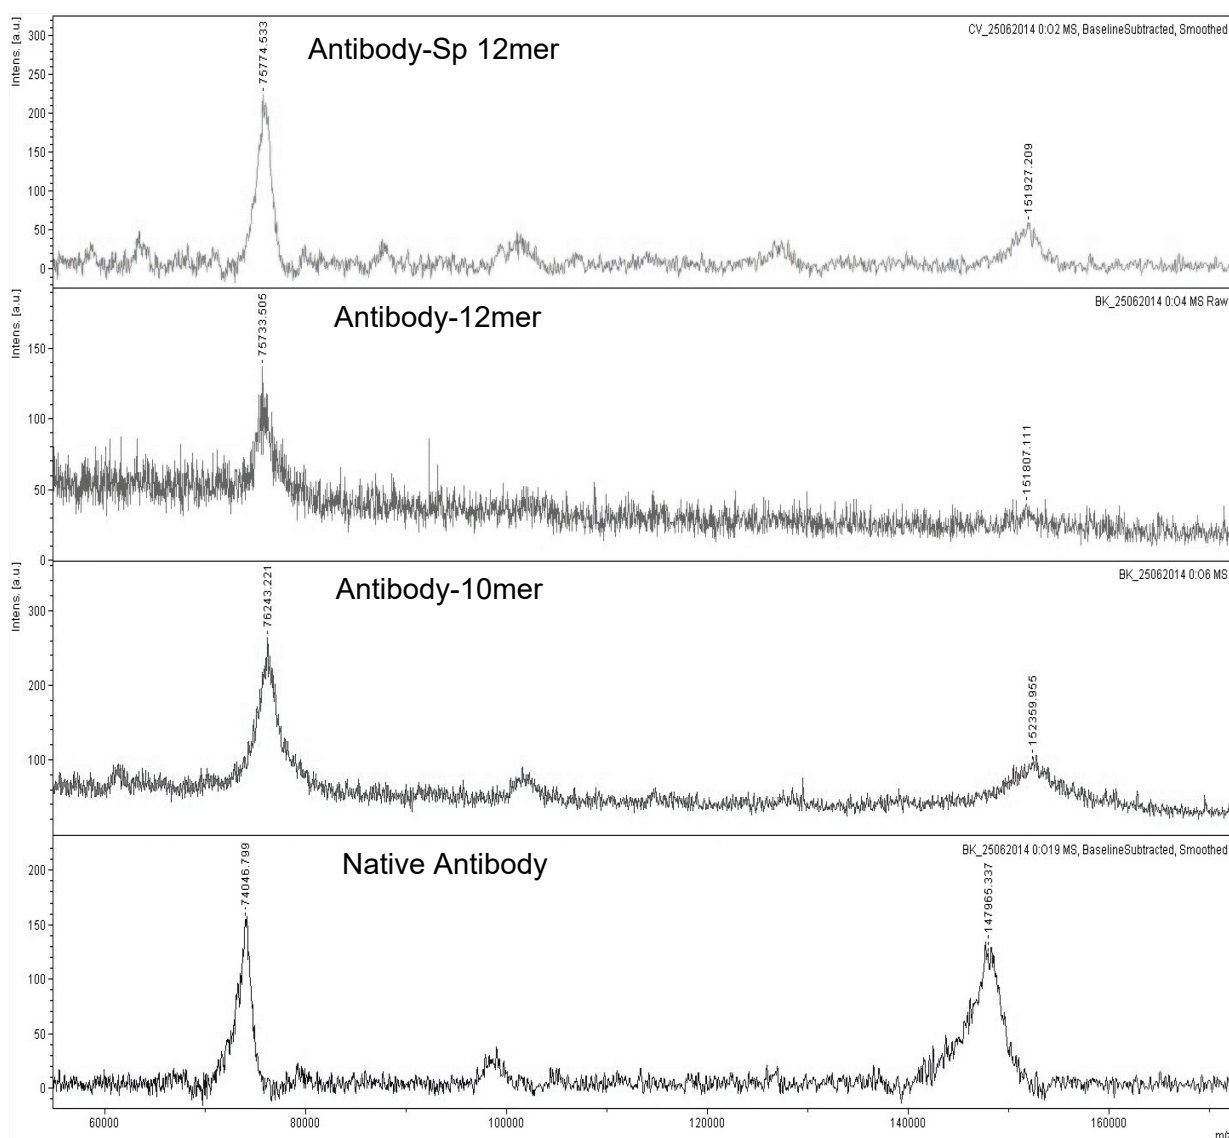 Intens. [a.u.]
CV_25062014 0:O2 MS, BaselineSubtracted, Smoothed
Antibody-Sp 12mer
75774.533
151927.209
300
250
200
150
100
50
0
Intens. [a.u.]
BK_25062014 0:O4 MS Raw
Antibody-12mer
75733.505
151807.111
150
100
50
0
Intens. [a.u.]
BK_25062014 0:O6 MS
Antibody-10mer
76243.221
152359.955
300
200
100
BK_25062014 0:O19 MS, BaselineSubtracted, Smoothed
Native Antibody
74046.799
147965.337
200
150
100
50
0
60000 80000 100000 120000 140000 160000
m/z